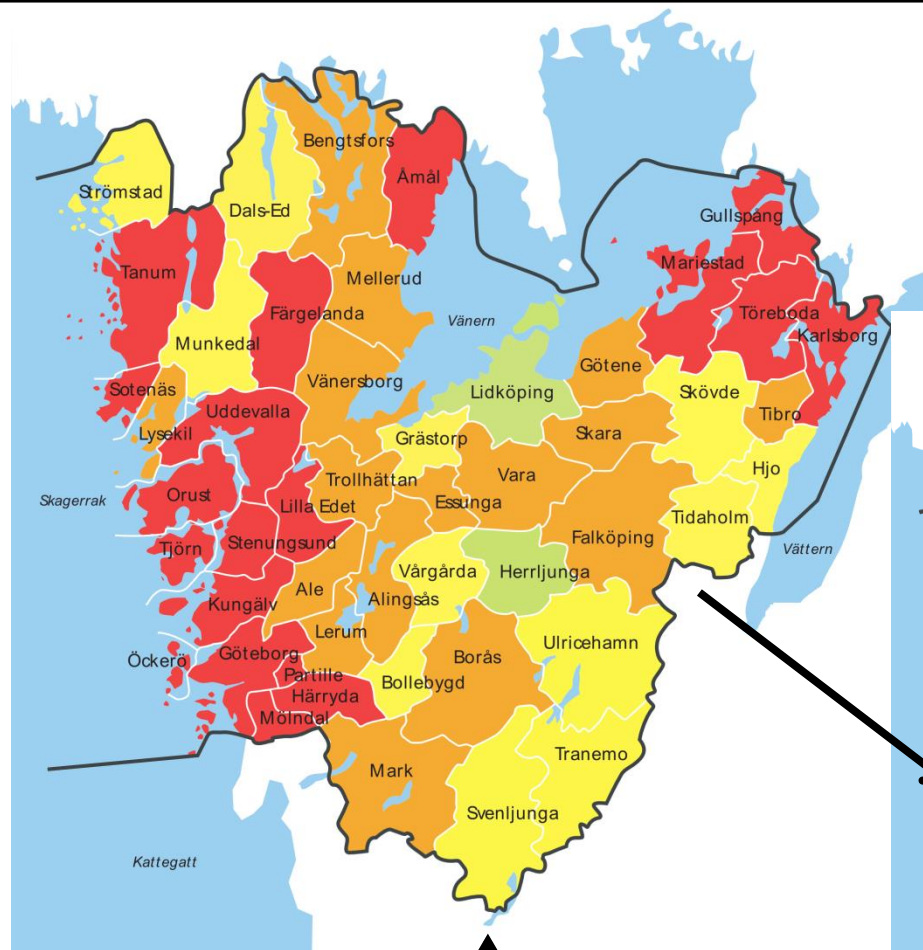 Bengtsfors
Åmål
Strömstad
Dals-Ed
Gullspång
Tanum
Mariestad
Mellerud
Färgelanda
Vänern
Töreboda
Karlsborg
Munkedal
Götene
Sotenäs
Vänersborg
Lidköping
Skövde
Uddevalla
Tibro
Lysekil
Grästorp
Skara
Trollhättan
Vara
Hjo
Skagerrak
Orust
Lilla Edet
Essunga
Tidaholm
Tjörn
Stenungsund
Falköping
Vättern
Vårgårda
Herrljunga
Kungälv
Ale
Alingsås
Lerum
Ulricehamn
Öckerö
Göteborg
Borås
Partille
Bollebygd
Härryda
Mölndal
Tranemo
Mark
Svenljunga
Kattegatt